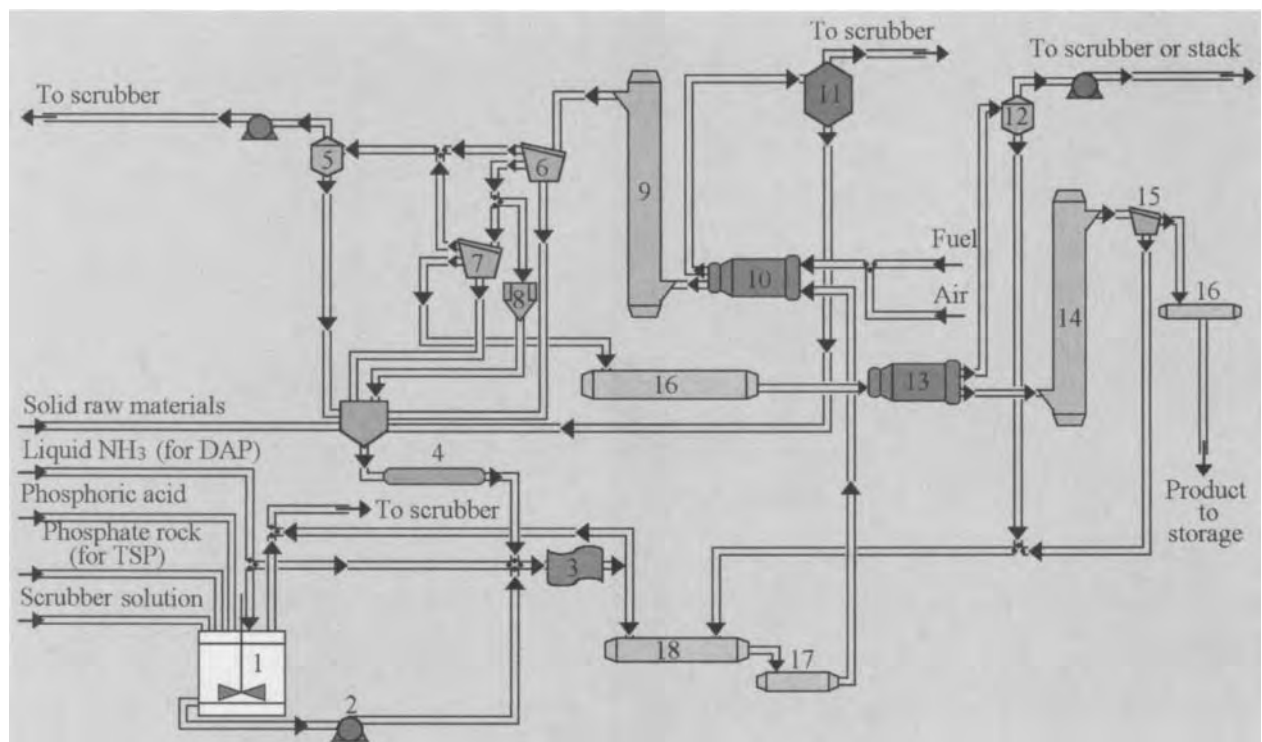 To scrubber
To scrubber or stack
To scrubber
11
12
5
6
9
15
7
Fuel
10
8
Air
16
14
16
13
Solid raw materials
Liquid NH3 (for DAP)
4
Phosphoric acid
To scrubber
Product
to
storage
Phosphate rock
(for TSP)
3
Scrubber solution
1
18
17
2